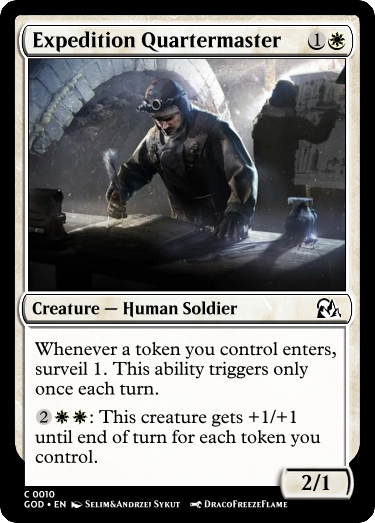 Expedition Quartermaster 1
Creature — Human Soldier
Whenever a token you control enters,
surveil 1. This ability triggers only
once each turn.
2: This creature gets +1/+1
until end of turn for each token you
control.
2/1
C 0010
GOD • EN Selim&Andrzej Sykut DracoFreezeFlame